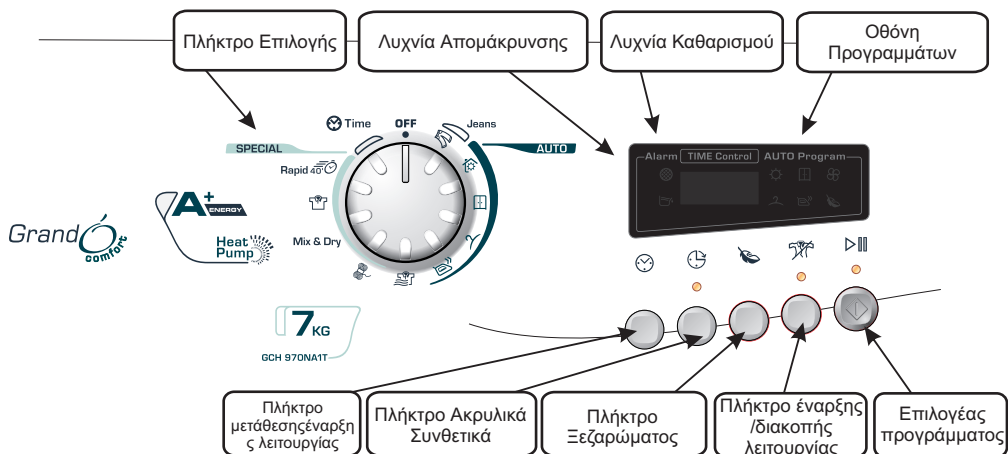 Πλήκτρο Επιλογής
Λυχνία Απομάκρυνσης
Λυχνία Καθαρισμού
Οθόνη
Προγραμμάτων
Time
OFF
Jeans
SPECIAL
AUTO
Rapid 40'
Mix & Dry
Alarm
TIME Control
AUTO Program
Grand Ó
comfort
A+
ENERGY
Heat
Pump
7 KG
GCH 970NA1T
Πλήκτρο
μετάθεσηςέναρξη
ς λειτουργίας
Πλήκτρο Ακρυλικά
Συνθετικά
Πλήκτρο
Ξεζαρώματος
Πλήκτρο έναρξης
/διακοπής
λειτουργίας
Επιλογέας
προγράμματος